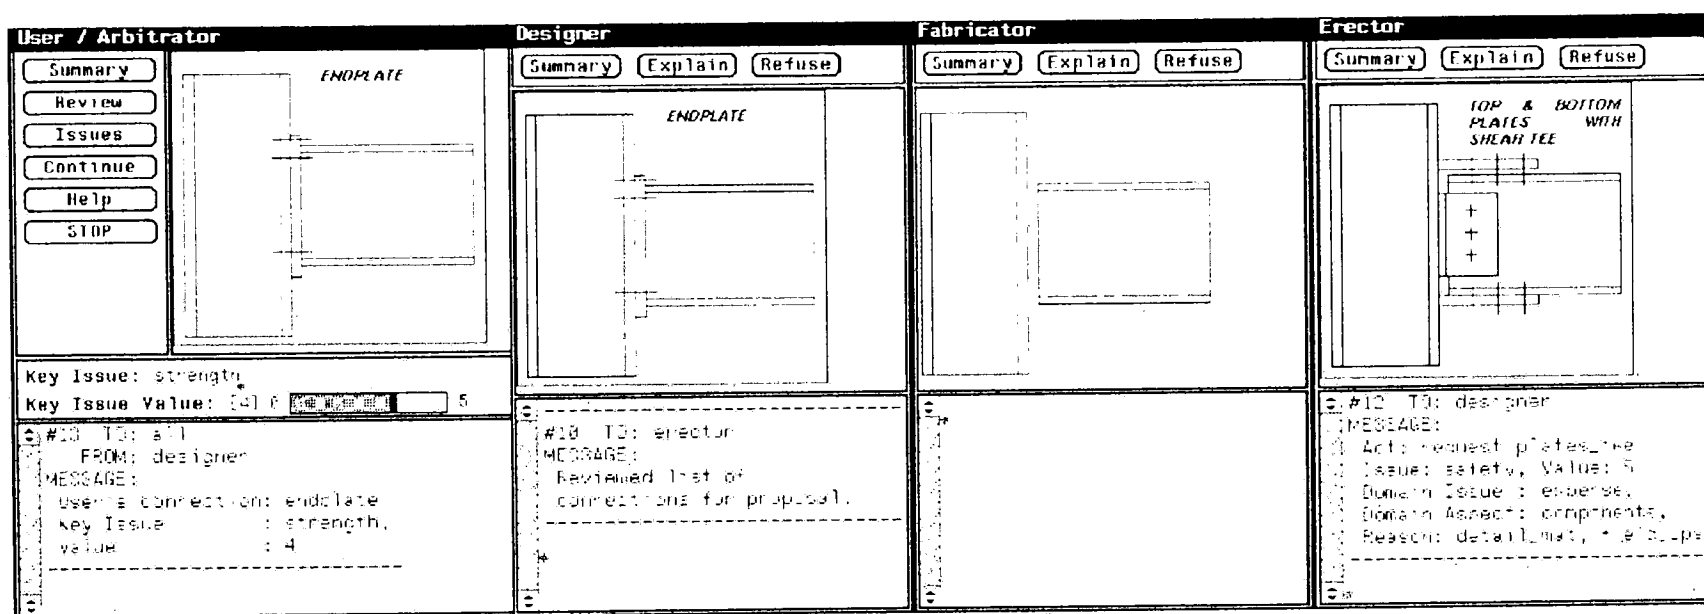 User / Arbitrator
Summary
Review
Issues
Continue
Help
STOP
ENDPLATE
Key Issue: strength
Key Issue Value: [4] 0 5
#13 TO: all
FROM: designer
MESSAGE:
User's connection: endplate
Key Issue : strength,
value : 4
Designer
Summary Explain Refuse
ENDPLATE
#10 TO: erector
MESSAGE:
Reviewed list of
connections for proposal.
Fabricator
Summary Explain Refuse
Erector
Summary Explain Refuse
TOP & BOTTOM
PLATES WITH
SHEAR TEE
#12 TO: designer
MESSAGE:
Act: request plates_tee
Issue: safety, Value: 5
Domain Issue : expense,
Domain Aspect: components,
Reason: detail_mat,